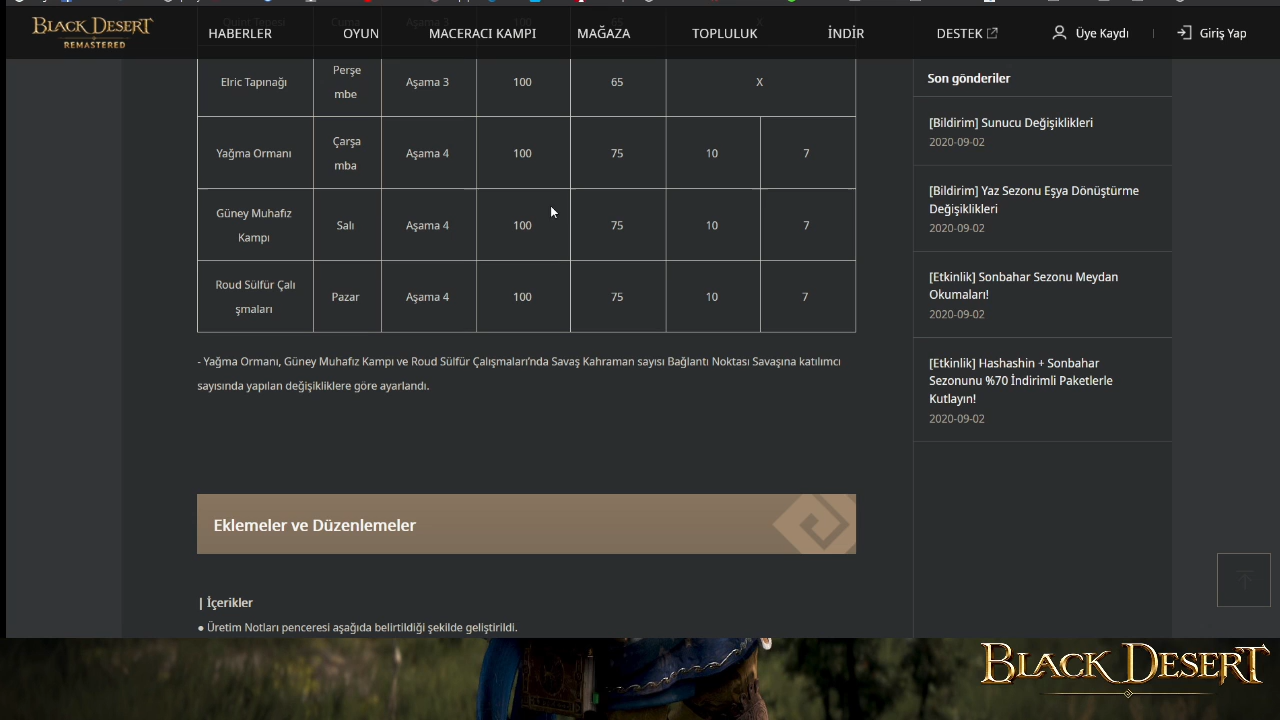 BLACK DESERT
REMASTERED
HABERLER OYUN MACERACI KAMPI MAĞAZA TOPLULUK İNDİR DESTEK Üye Kaydı Giriş Yap
Elric Tapınağı Perşe mbe Aşama 3 100 65 X
Yağma Ormanı Çarşa mba Aşama 4 100 75 10 7
Güney Muhafız Kampı Salı Aşama 4 100 75 10 7
Roud Sülfür Çalı şmaları Pazar Aşama 4 100 75 10 7
- Yağma Ormanı, Güney Muhafız Kampı ve Roud Sülfür Çalışmaları'nda Savaş Kahraman sayısı Bağlantı Noktası Savaşına katılımcı
sayısında yapılan değişikliklere göre ayarlandı.
Eklemeler ve Düzenlemeler
| İçerikler
● Üretim Notları penceresi aşağıda belirtildiği şekilde geliştirildi.
Son gönderiler
[Bildirim] Sunucu Değişiklikleri
2020-09-02
[Bildirim] Yaz Sezonu Eşya Dönüştürme
Değişiklikleri
2020-09-02
[Etkinlik] Sonbahar Sezonu Meydan
Okumaları!
2020-09-02
[Etkinlik] Hashashin + Sonbahar
Sezonunu %70 İndirimli Paketlerle
Kutlayın!
2020-09-02
BLACK DESERT